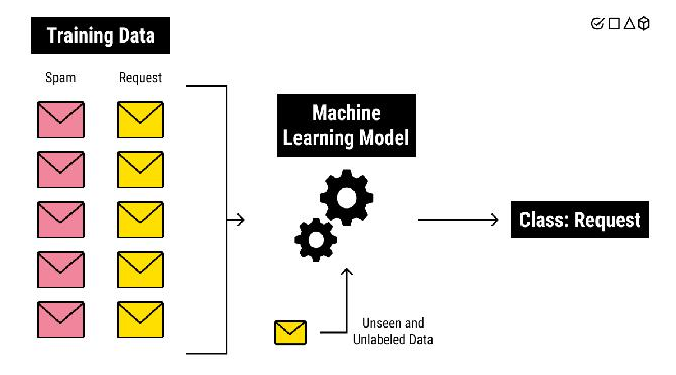 Training Data
Spam
Request
Machine
Learning Model
Class: Request
Unseen and
Unlabeled Data